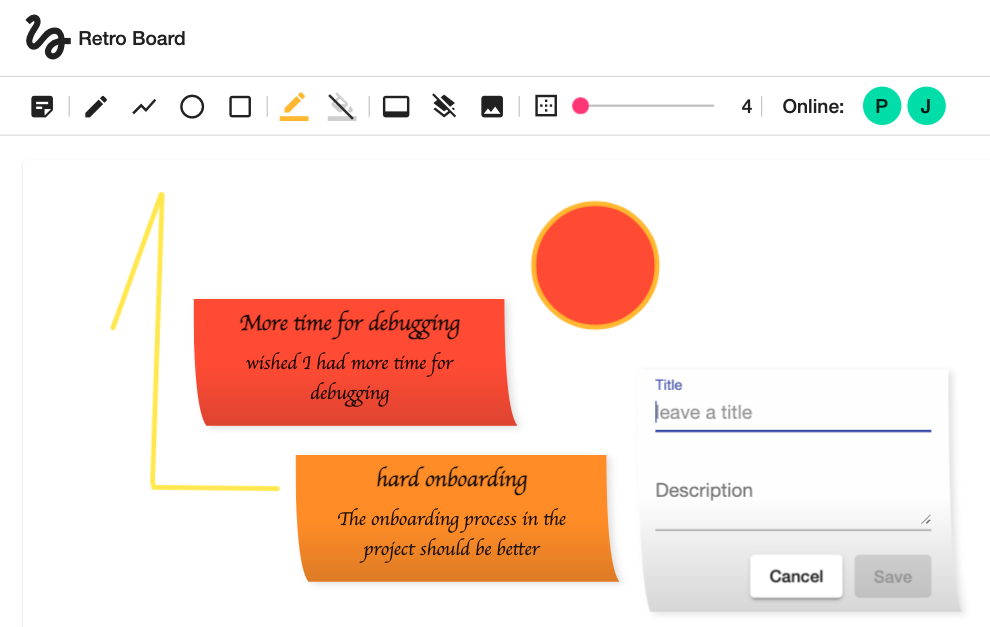 Retro Board
4 Online: P J
More time for debugging
wished I had more time for
debugging
hard onboarding
The onboarding process in the
project should be better
Title
leave a title
Description
Cancel Save